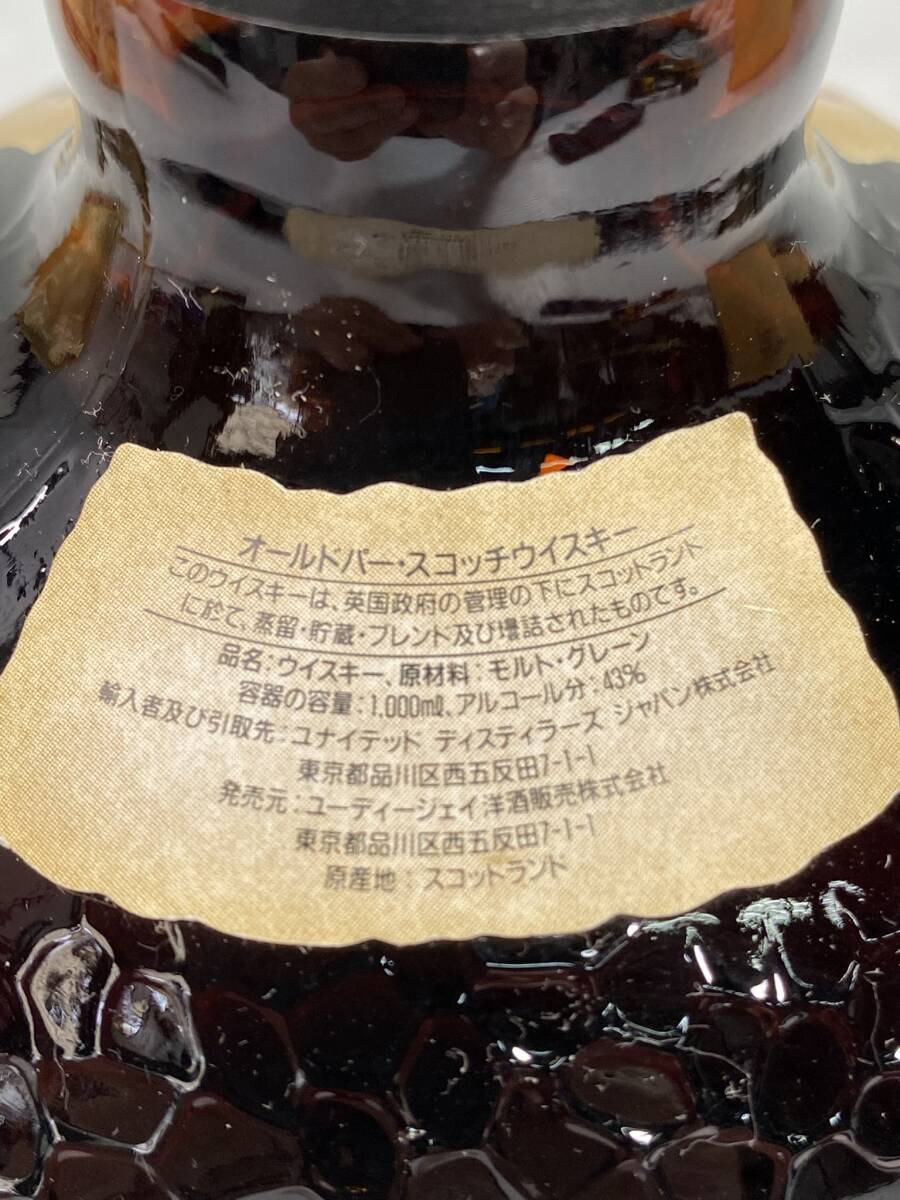 オールドパー・スコッチウイスキー
このウイスキーは、英国政府の管理の下にスコットランド
に於て、蒸留・貯蔵・ブレンド及び壜詰されたものです。
品名：ウイスキー、原材料：モルト・グレーン
容器の容量：1,000mℓ、アルコール分：43%
輸入者及び引取先：ユナイテッド ディスティラーズ ジャパン株式会社
東京都品川区西五反田7-1-1
発売元：ユーディージェイ洋酒販売株式会社
東京都品川区西五反田7-1-1
原産地：スコットランド